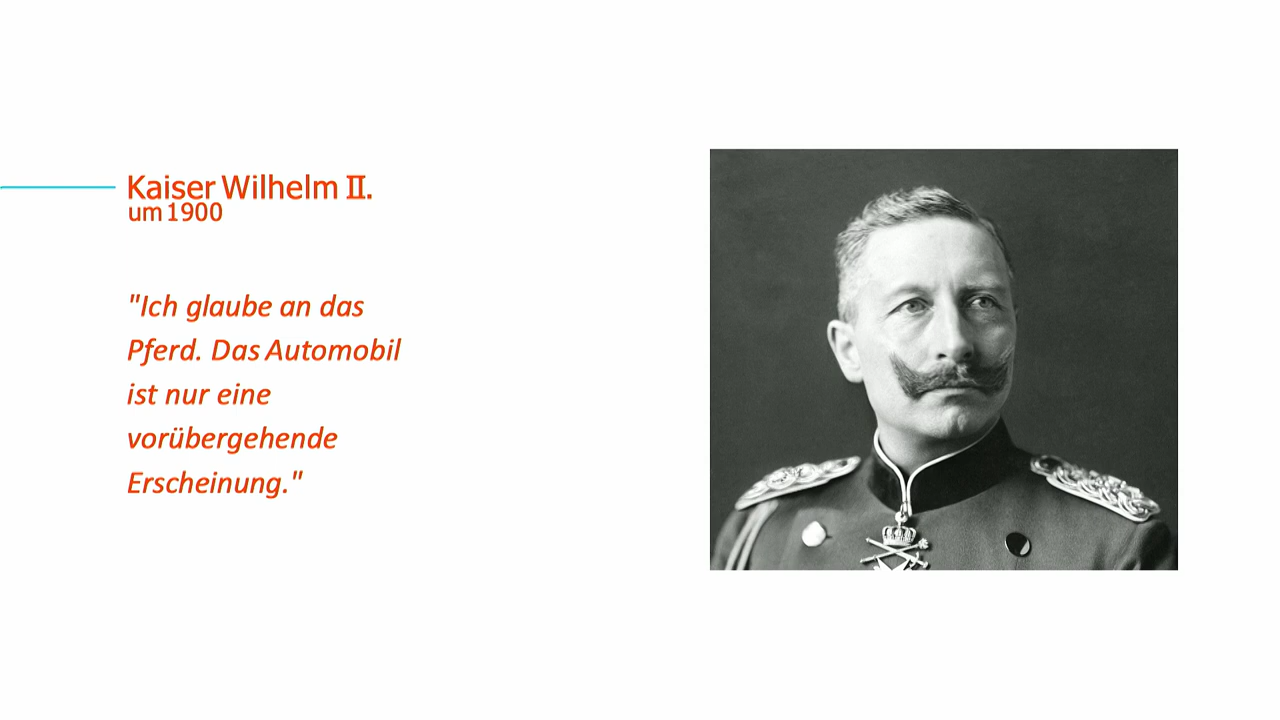 Kaiser Wilhelm II.
um 1900
"Ich glaube an das
Pferd. Das Automobil
ist nur eine
vorübergehende
Erscheinung."